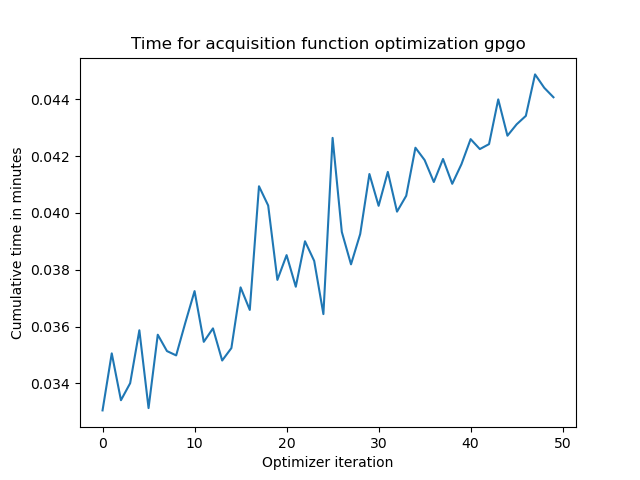 Time for acquisition function optimization gpgo
Cumulative time in minutes
0.044
0.042
0.040
0.038
0.036
0.034
0 10 20 30 40 50
Optimizer iteration